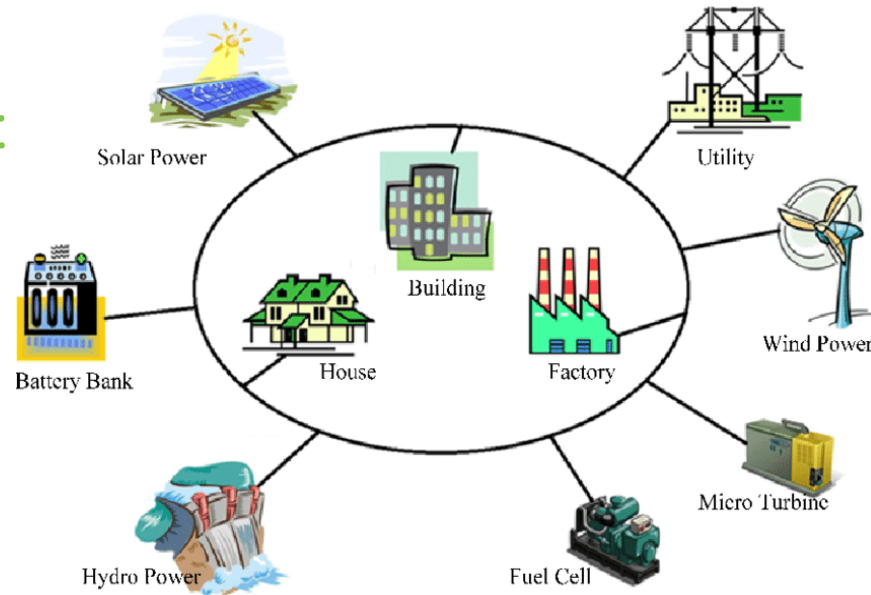 Solar Power
Utility
Building
Battery Bank
House
Factory
Wind Power
Micro Turbine
Hydro Power
Fuel Cell